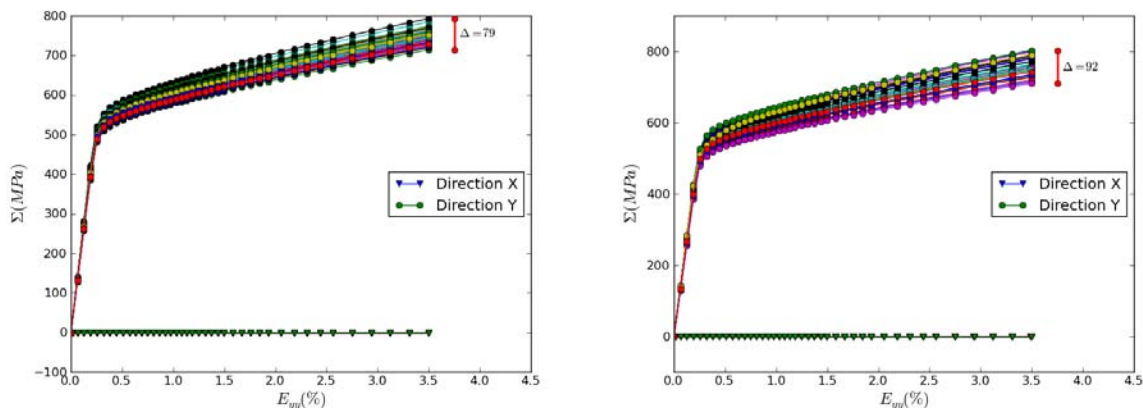 800
700
600
500
400
300
200
100
0
−100
Σ(MPa)
0.0 0.5 1.0 1.5 2.0 2.5 3.0 3.5 4.0 4.5
E_yy(%)
Δ = 79
Direction X
Direction Y
800
600
400
200
0
Σ(MPa)
0.0 0.5 1.0 1.5 2.0 2.5 3.0 3.5 4.0 4.5
E_yy(%)
Δ = 92
Direction X
Direction Y